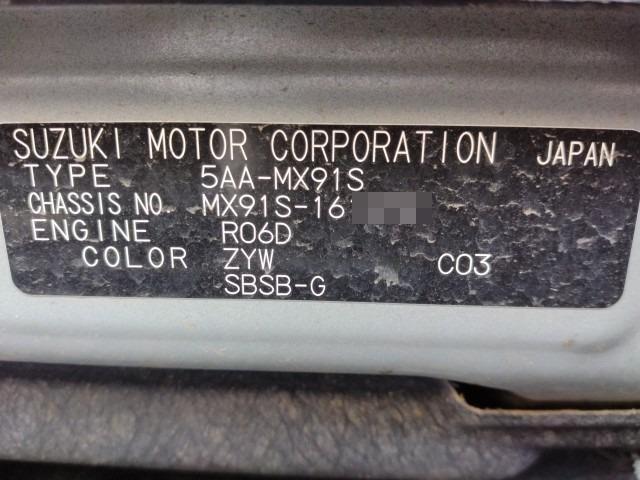 SUZUKI MOTOR CORPORATION JAPAN
TYPE 5AA-MX91S
CHASSIS NO. MX91S-16
ENGINE R06D
COLOR ZYW C03
SBSB-G